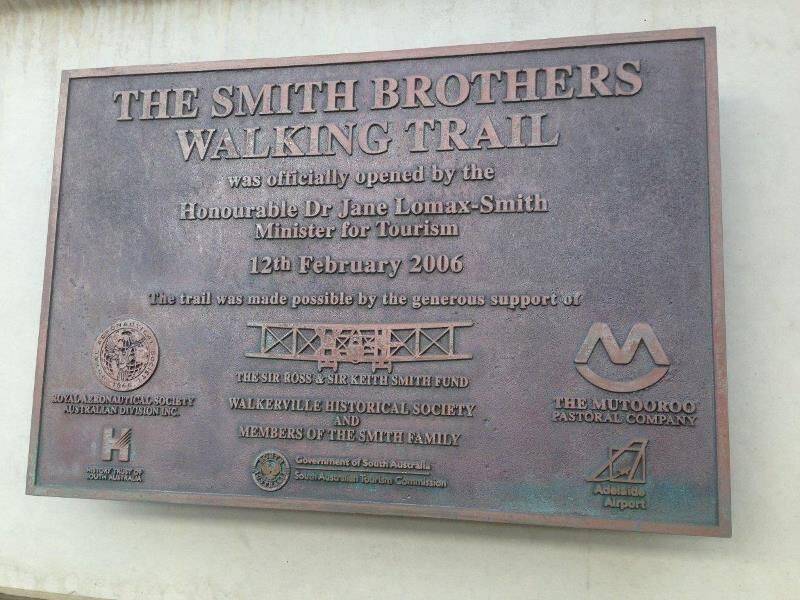 THE SMITH BROTHERS
WALKING TRAIL
was officially opened by the
Honourable Dr Jane Lomax-Smith
Minister for Tourism
12th February 2006
The trail was made possible by the generous support of
ROYAL AERONAUTICAL SOCIETY
AUSTRALIAN DIVISION INC.
THE SIR ROSS & SIR KEITH SMITH FUND
THE MUTOOROO
PASTORAL COMPANY
WALKERVILLE HISTORICAL SOCIETY
AND
MEMBERS OF THE SMITH FAMILY
HISTORY TRUST OF
SOUTH AUSTRALIA
Government of South Australia
South Australian Tourism Commission
Adelaide
Airport